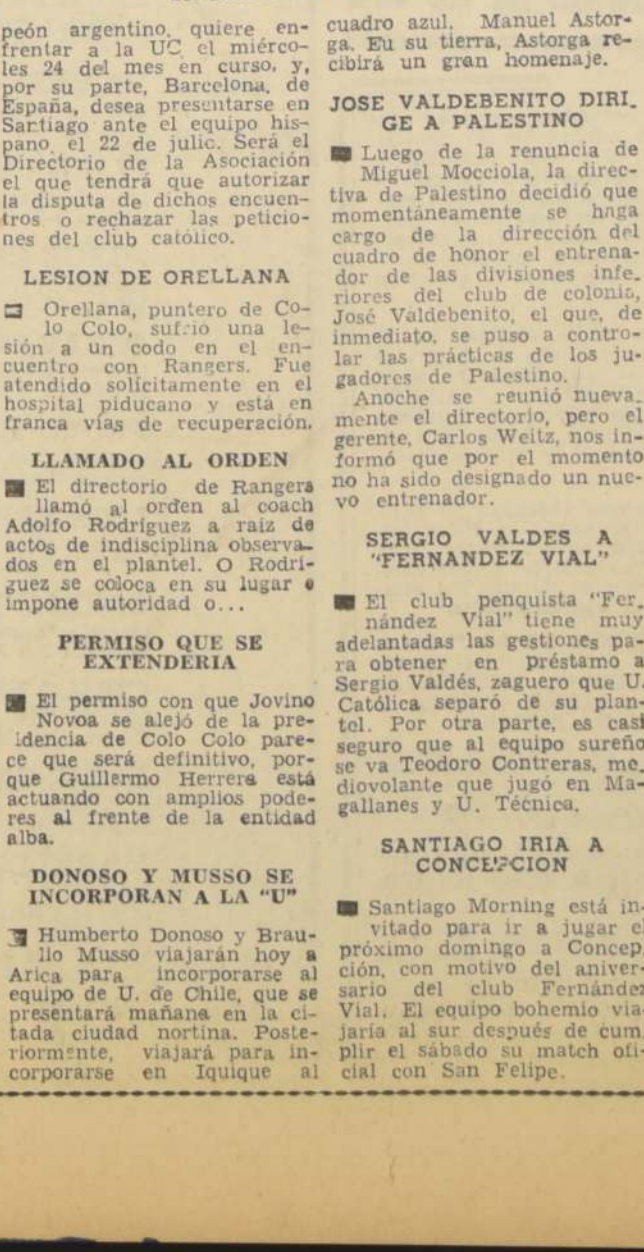 peón argentino, quiere en-
frentar a la UC el miérco-
les 24 del mes en curso, y,
por su parte, Barcelona, de
España, desea presentarse en
Sartiago ante el equipo his-
pano, el 22 de julic. Será el
Directorio de la Asociación
el que tendrá que autorizar
la disputa de dichos encuen-
tros o rechazar las peticio-
nes del club católico.
LESION DE ORELLANA
Orellana, puntero de Co-
lo Colo, sufrió una le-
sión a un codo en el en-
cuentro con Rangers. Fue
atendido solícitamente en el
hospital piducano y está en
franca vías de recuperación.
LLAMADO AL ORDEN
El directorio de Rangers
llamó al orden al coach
Adolfo Rodríguez a raíz de
actos de indisciplina observa-
dos en el plantel. O Rodrí-
guez se coloca en su lugar e
impone autoridad o...
PERMISO QUE SE
EXTENDERIA
El permiso con que Jovino
Novoa se alejó de la pre-
idencia de Colo Colo pare-
ce que será definitivo, por-
que Guillermo Herrera está
actuando con amplios pode-
res al frente de la entidad
alba.
DONOSO Y MUSSO SE
INCORPORAN A LA "U"
Humberto Donoso y Brau-
lio Musso viajarán hoy a
Arica para incorporarse al
equipo de U. de Chile, que se
presentará mañana en la ci-
tada ciudad nortina. Poste-
riormente, viajará para in-
corporarse en Iquique al
cuadro azul, Manuel Astor-
ga. Eu su tierra, Astorga re-
cibirá un gran homenaje.
JOSE VALDEBENITO DIRI.
GE A PALESTINO
Luego de la renuncia de
Miguel Mocciola, la direc-
tiva de Palestino decidió que
momentáneamente se haga
cargo de la dirección del
cuadro de honor el entrena-
dor de las divisiones infe.
riores del club de colonia,
José Valdebenito, el que, de
inmediato, se puso a contro-
lar las prácticas de los ju-
gadores de Palestino.
Anoche se reunió nueva.
mente el directorio, pero el
gerente, Carlos Weitz, nos in-
formó que por el momento
no ha sido designado un nue-
vo entrenador.
SERGIO VALDES A
"FERNANDEZ VIAL"
El club penquista "Fer.
nández Vial" tiene muy
adelantadas las gestiones pa-
ra obtener en préstamo a
Sergio Valdés, zaguero que U.
Católica separó de su plan-
tel. Por otra parte, es casi
seguro que al equipo sureño
se va Teodoro Contreras, me.
diovolante que jugó en Ma-
gallanes y U. Técnica.
SANTIAGO IRIA A
CONCEPCION
Santiago Morning está in-
vitado para ir a jugar el
próximo domingo a Concep.
ción, con motivo del aniver-
sario del club Fernández
Vial. El equipo bohemio via-
jaría al sur después de cum.
plir el sábado su match ofi-
cial con San Felipe.